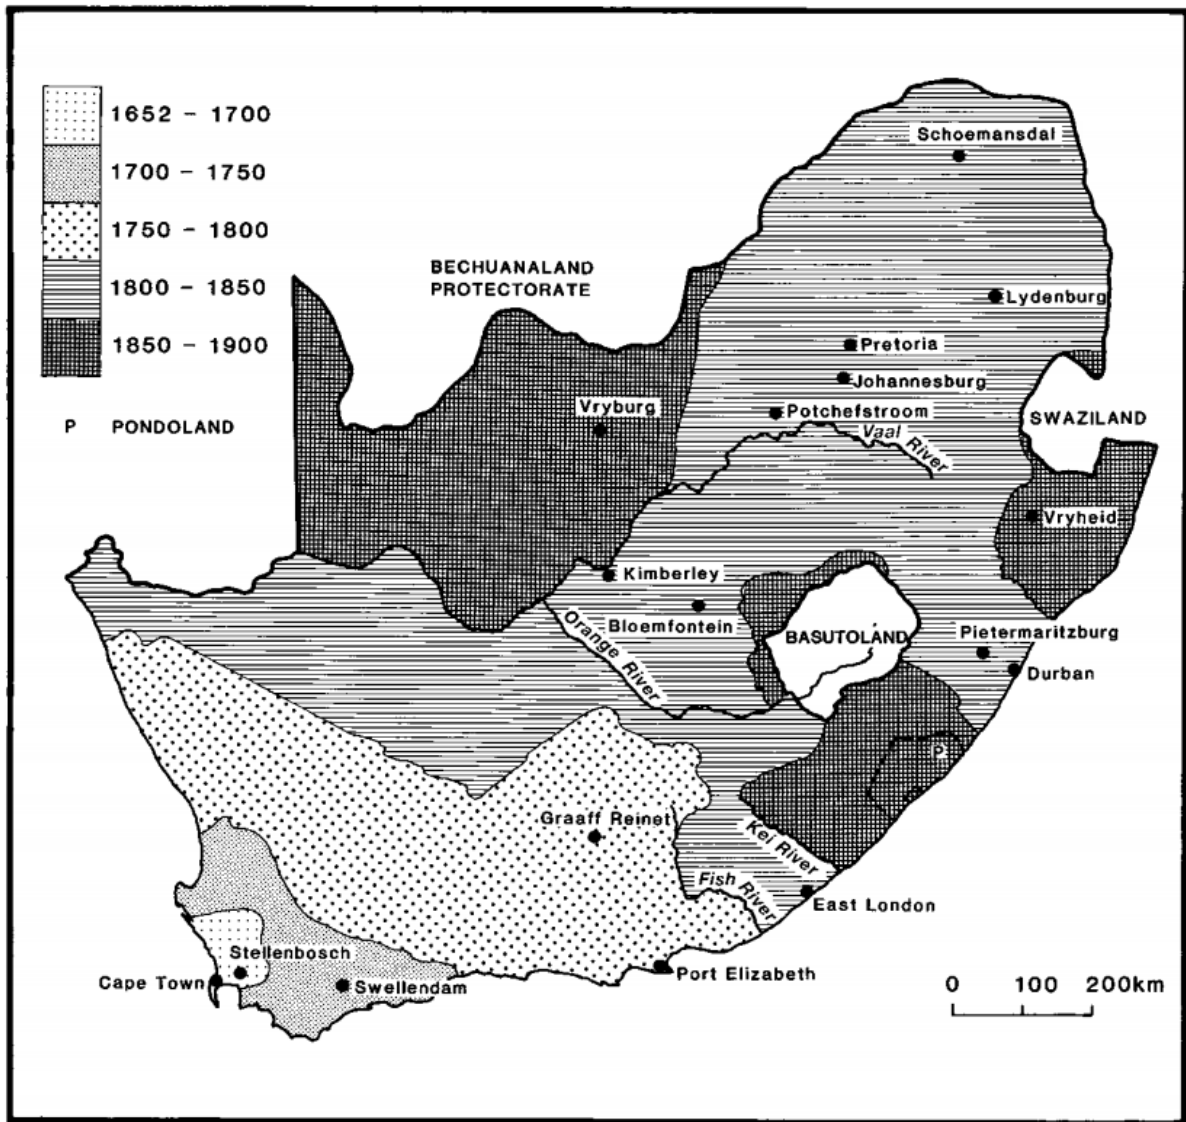 1652 - 1700
1700 - 1750
1750 - 1800
1800 - 1850
1850 - 1900
P PONDOLAND
BECHUANALAND
PROTECTORATE
Schoemansdal
Lydenburg
Pretoria
Johannesburg
Potchefstroom
Vaal River
SWAZILAND
Vryburg
Vryheid
Kimberley
Bloemfontein
Orange River
BASUTOLAND
Pietermaritzburg
Durban
P
Graaff Reinet
Kei River
Fish River
East London
Port Elizabeth
Stellenbosch
Cape Town
Swellendam
0 100 200km